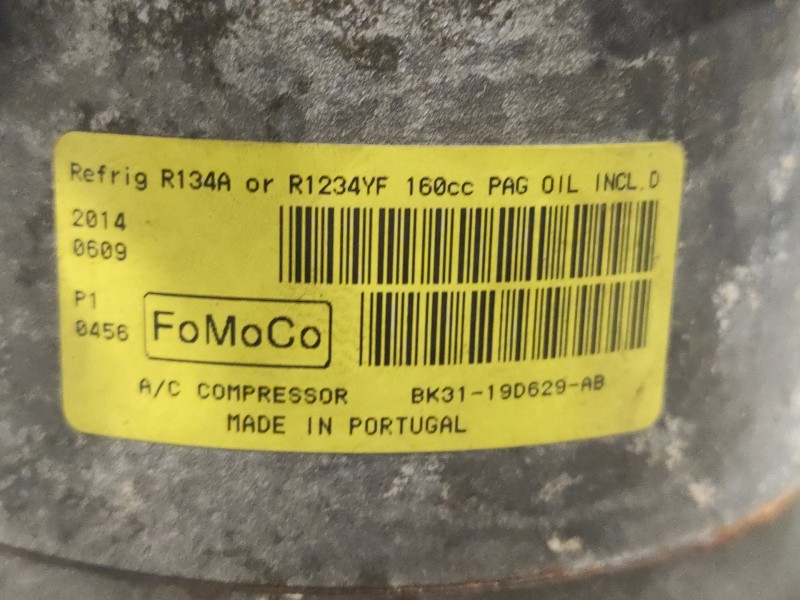 Refrig R134A or R1234YF 160cc PAG OIL INCL.D
2014
0609
P1
0456
FoMoCo
A/C COMPRESSOR BK31-19D629-AB
MADE IN PORTUGAL